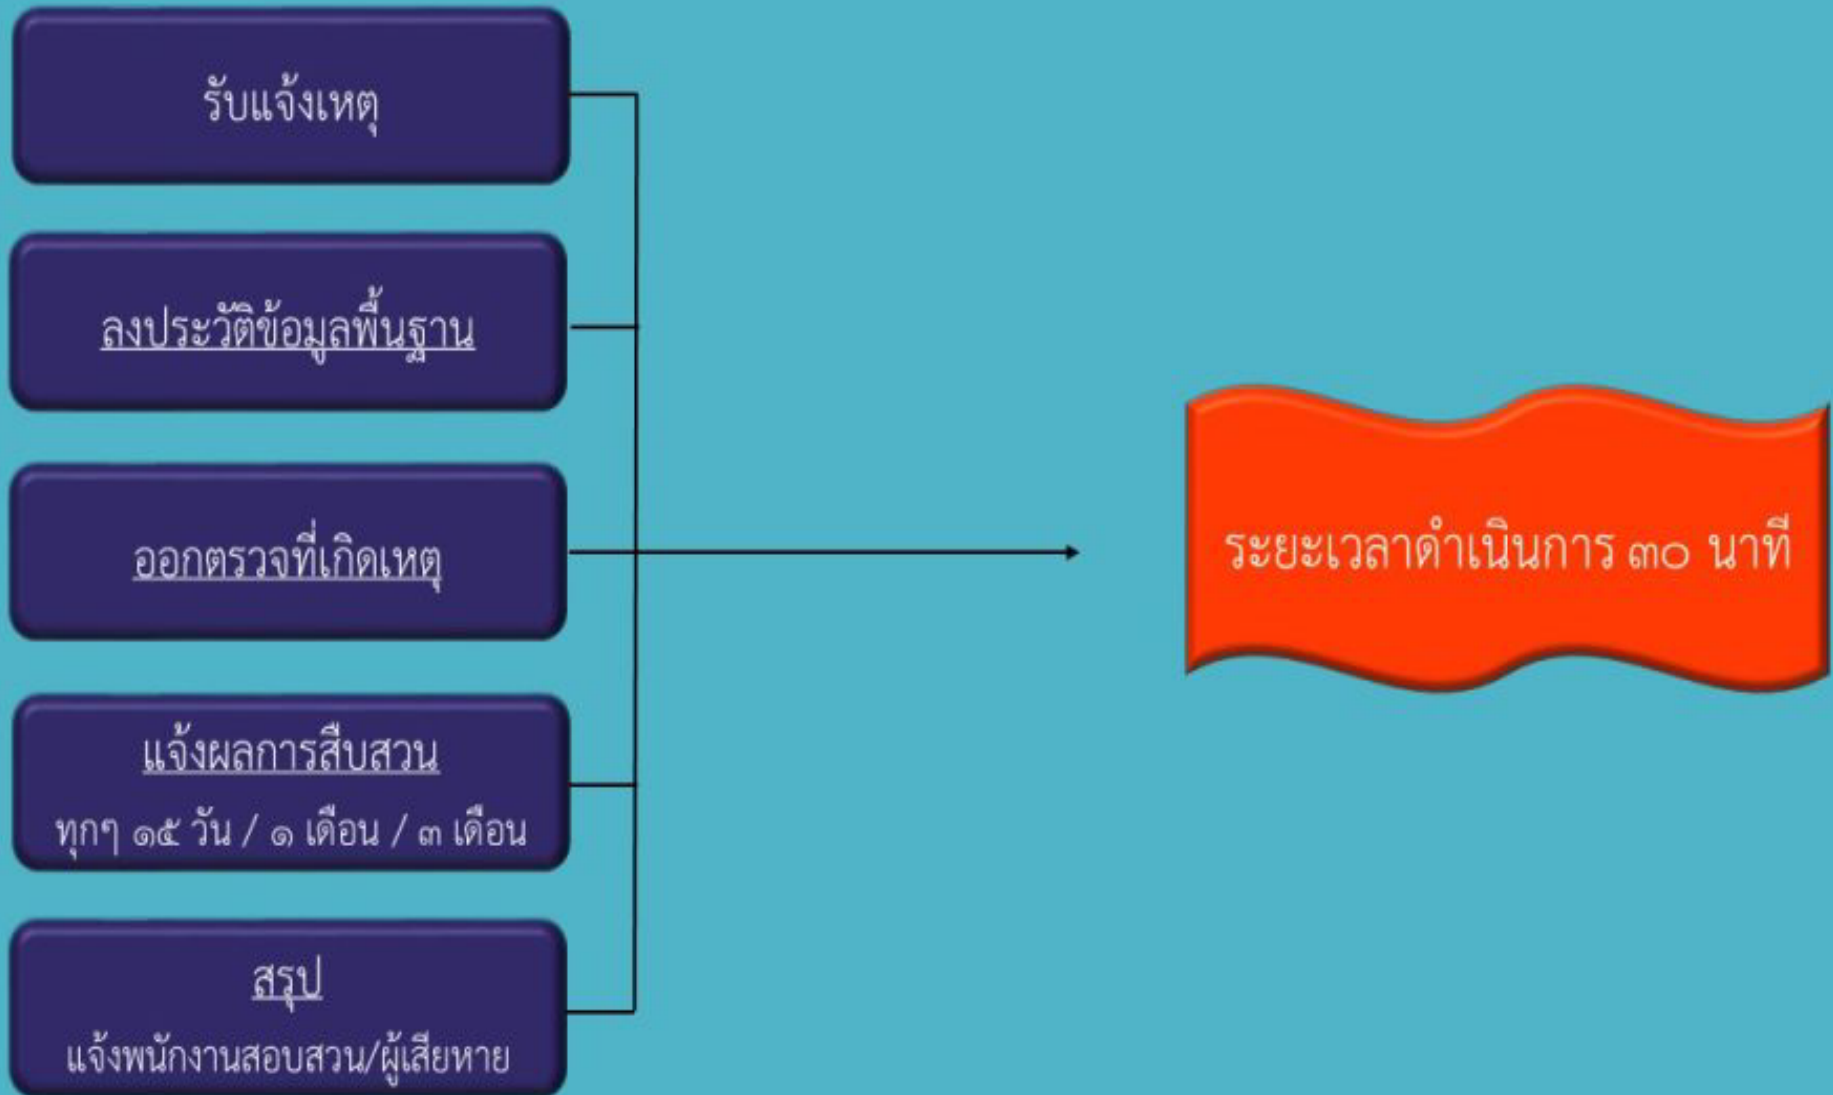 รับแจ้งเหตุ
ลงประวัติข้อมูลพื้นฐาน
ออกตรวจที่เกิดเหตุ
แจ้งผลการสืบสวน
ทุกๆ ๑๕ วัน / ๑ เดือน / ๓ เดือน
สรุป
แจ้งพนักงานสอบสวน/ผู้เสียหาย
ระยะเวลาดำเนินการ ๓๐ นาที